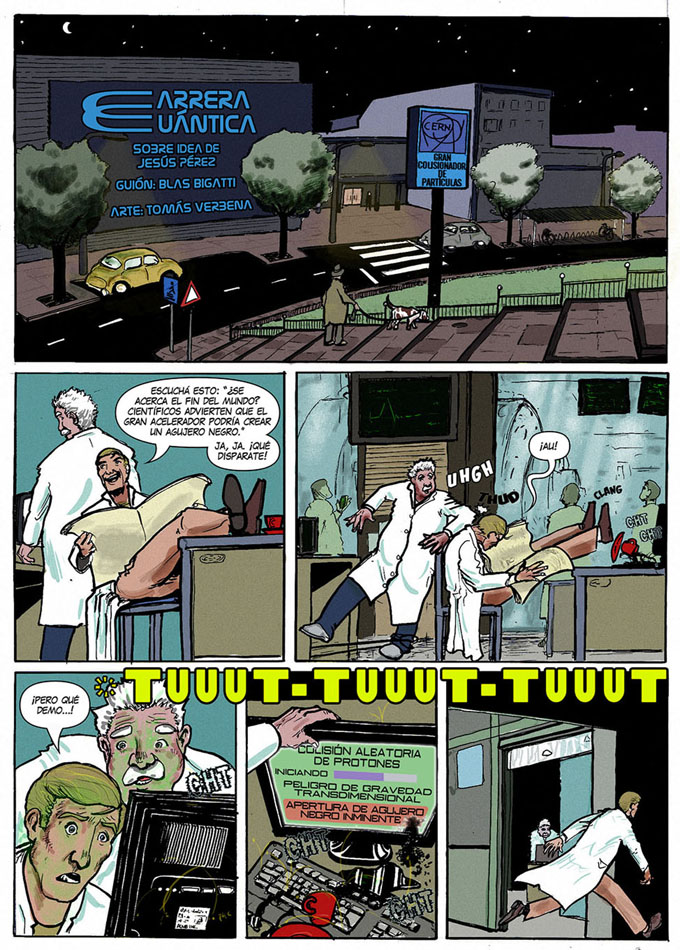 CARRERA
CUÁNTICA
SOBRE IDEA DE
JESÚS PÉREZ
GUIÓN: BLAS BIGATTI
ARTE: TOMÁS VERBENA
CERN
GRAN
COLISIONADOR
DE
PARTÍCULAS
ESCUCHÁ ESTO: "¿SE
ACERCA EL FIN DEL MUNDO?
CIENTÍFICOS ADVIERTEN QUE EL
GRAN ACELERADOR PODRÍA CREAR
UN AGUJERO NEGRO."
JA, JA. ¡QUÉ
DISPARATE!
UHGH
THUD
¡AU!
CLANG
CHT
CHT
TUUUT-TUUUT-TUUUT
¡PERO QUÉ
DEMO...!
CHT
COLISIÓN ALEATORIA
DE PROTONES
INICIANDO
PELIGRO DE GRAVEDAD
TRANSDIMENSIONAL
APERTURA DE AGUJERO
NEGRO INMINENTE
CHT
CHT
C